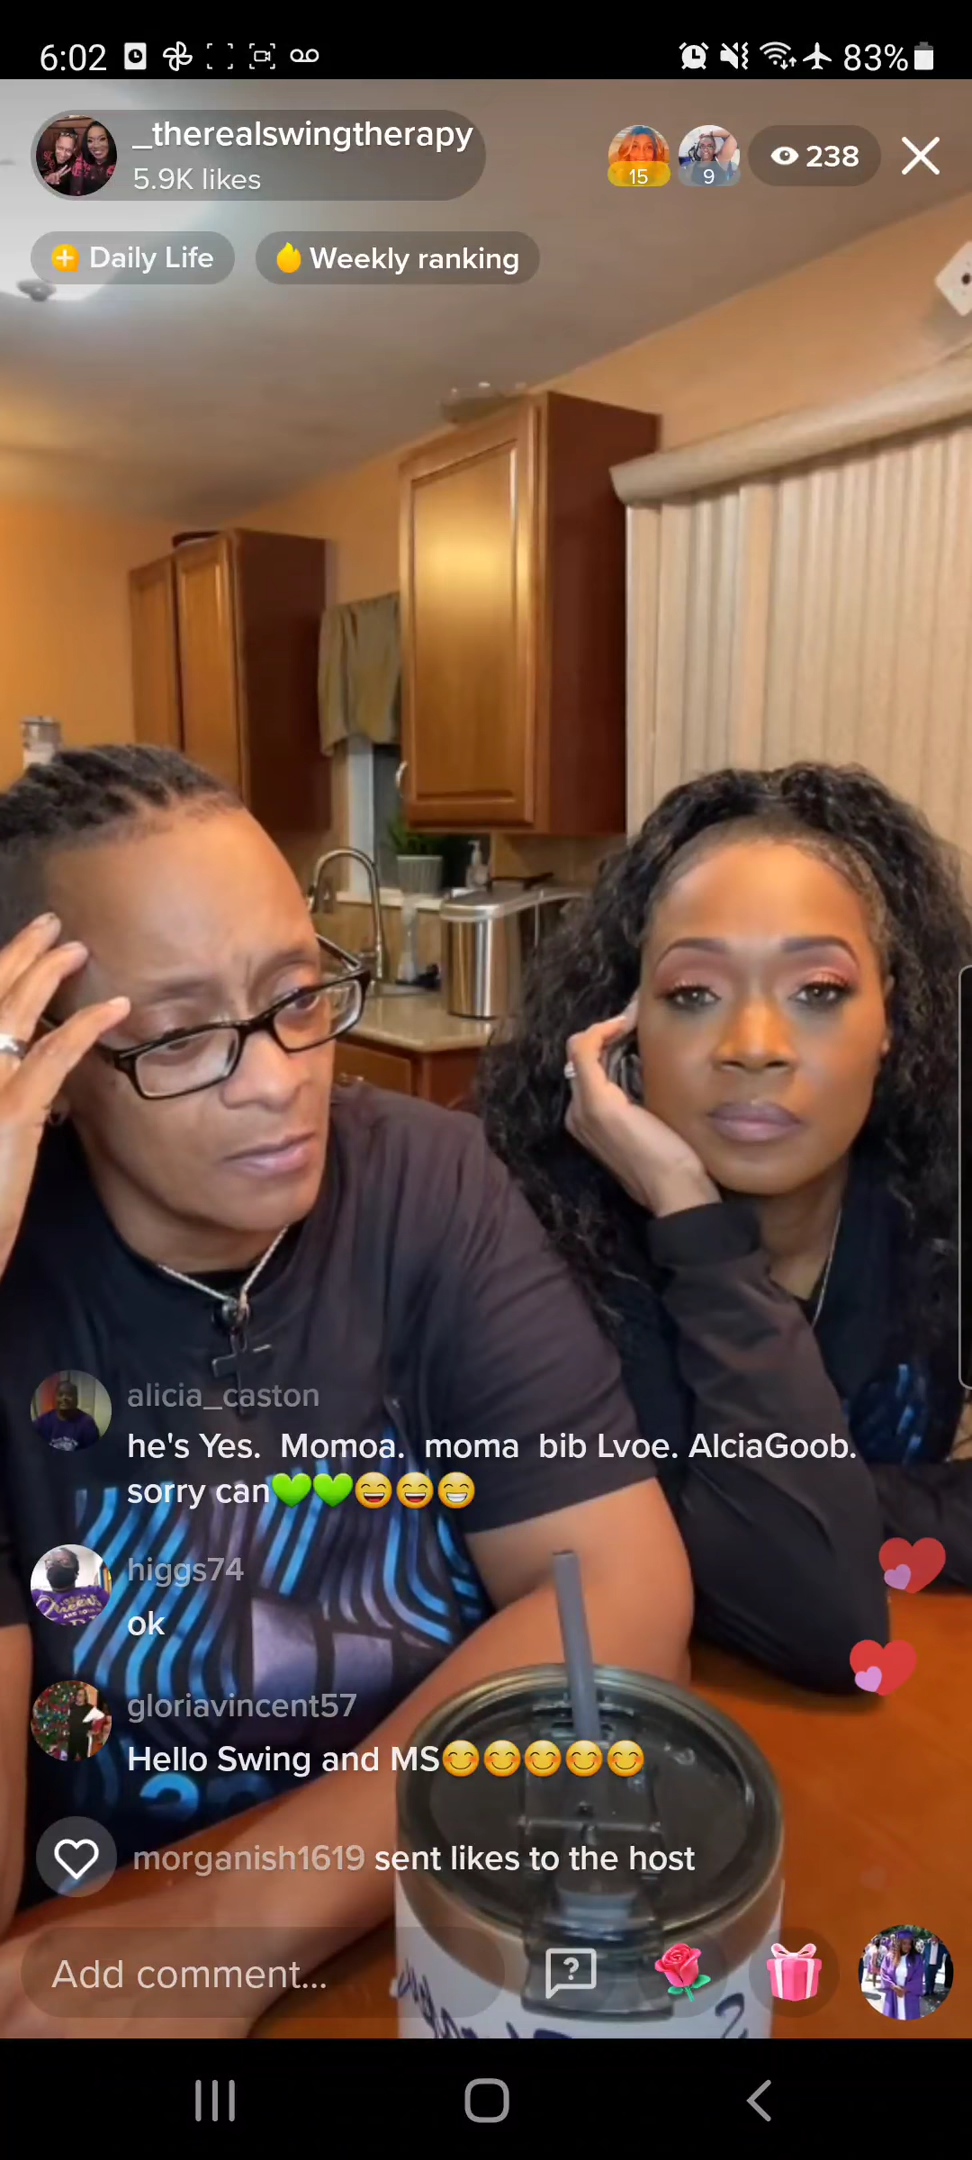 6:02
83%
_therealswingtherapy
5.9K likes
15
9
238
Daily Life
Weekly ranking
alicia_caston
he's Yes.  Momoa.  moma  bib Lvoe. AlciaGoob.
sorry can💚💚😄😄😁
higgs74
ok
gloriavincent57
Hello Swing and MS😊😊😊😊😊
morganish1619 sent likes to the host
Add comment...